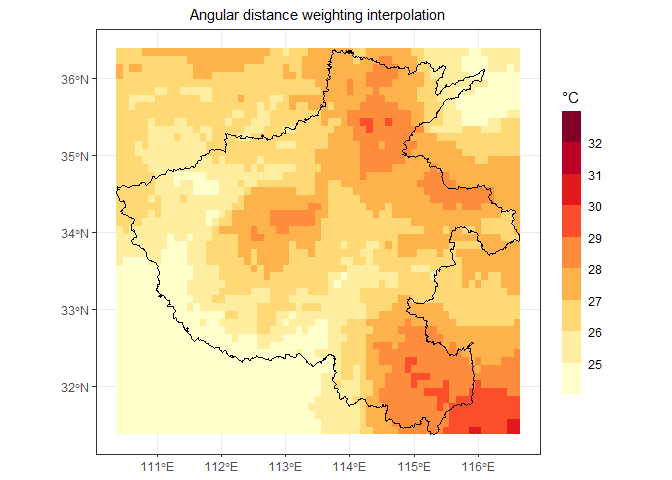 Angular distance weighting interpolation
°C
36°N
35°N
34°N
33°N
32°N
32
31
30
29
28
27
26
25
111°E 112°E 113°E 114°E 115°E 116°E